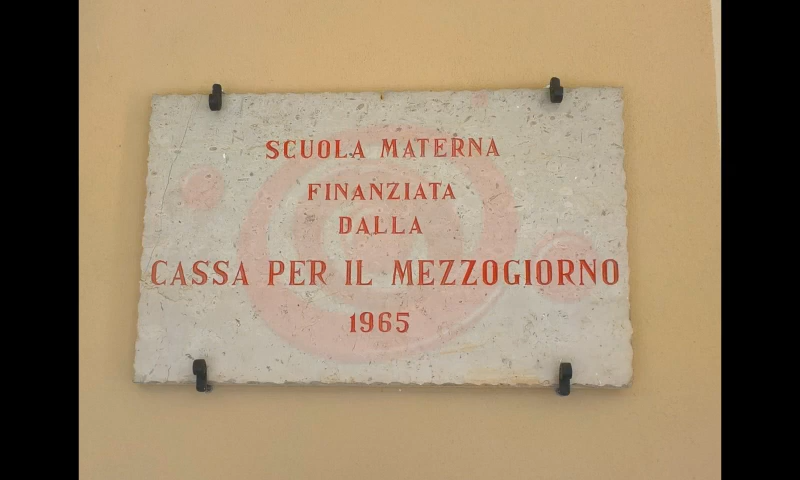 SCUOLA MATERNA
FINANZIATA
DALLA
CASSA PER IL MEZZOGIORNO
1965